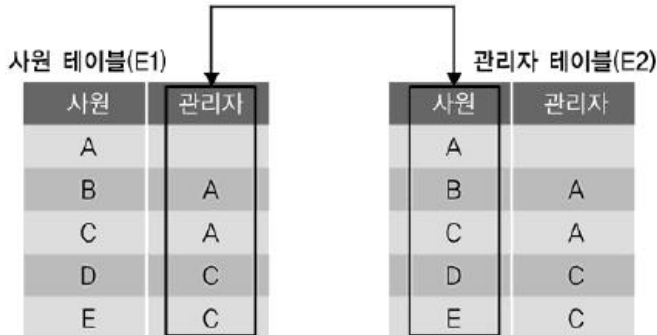 사원 테이블(E1) 관리자 테이블(E2)
사원 관리자 사원 관리자
A A
B A B A
C A C A
D C D C
E C E C